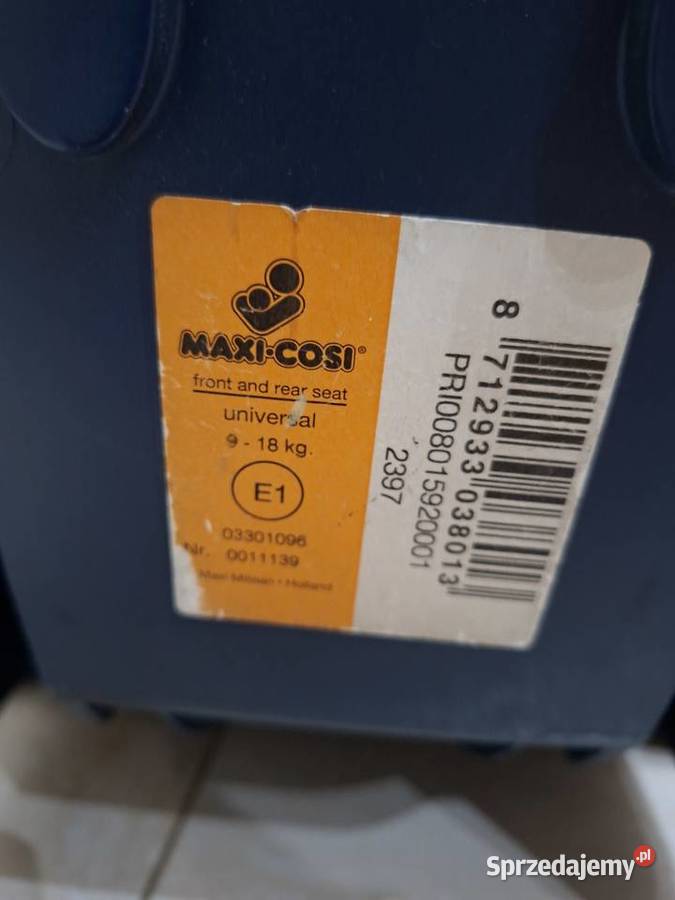 MAXI·COSI®
front and rear seat
universal
9 - 18 kg.
E1
03301096
Nr. 0011139
Maxi Miliaan • Holland
8 712933 038013
PRI008015920001
2397
Sprzedajemy.pl